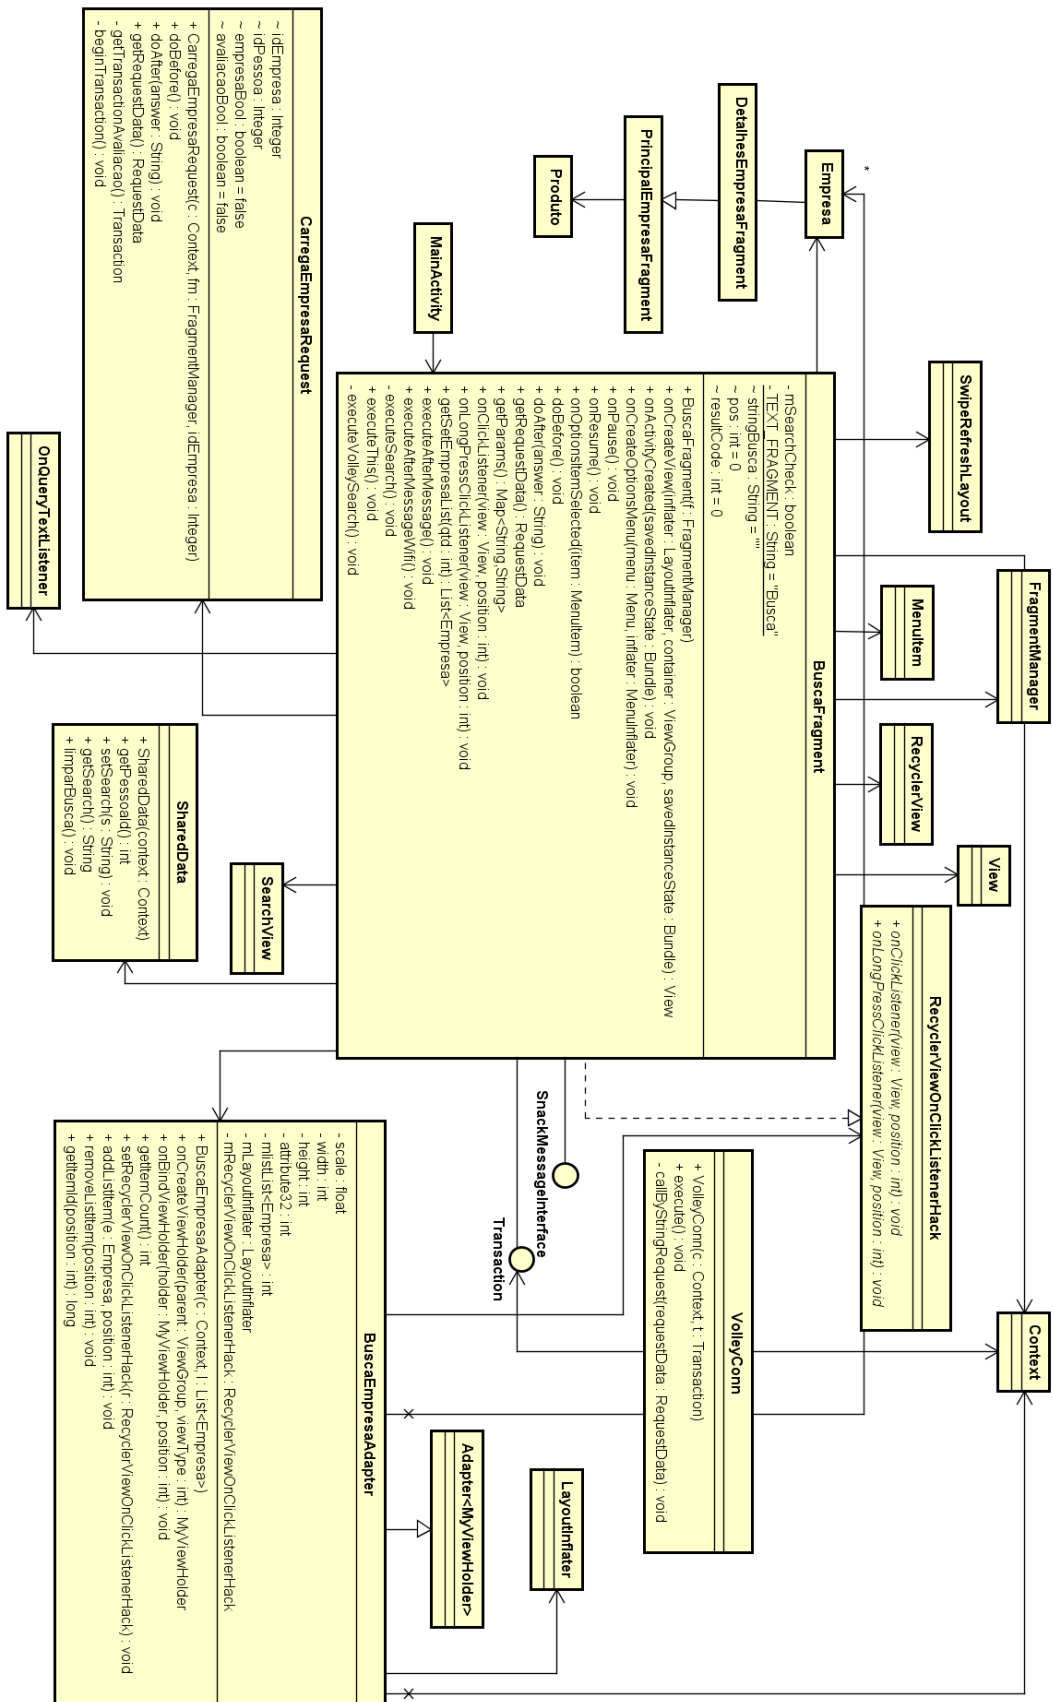 SwipeRefreshLayout
FragmentManager
MenuItem
RecyclerView
View
Context
*
Empresa
DetalhesEmpresaFragment
PrincipalEmpresaFragment
Produto
MainActivity
RecyclerViewOnClickListenerHack
+ onClickListener(view : View, position : int) : void
+ onLongPressClickListener(view : View, position : int) : void
BuscaFragment
- mSearchCheck : boolean
- TEXT_FRAGMENT : String = "Busca"
~ stringBusca : String = ""
~ pos : int = 0
~ resultCode : int = 0
+ BuscaFragment(f : FragmentManager)
+ onCreateView(inflater : LayoutInflater, container : ViewGroup, savedInstanceState : Bundle) : View
+ onActivityCreated(savedInstanceState : Bundle) : void
+ onCreateOptionsMenu(menu : Menu, inflater : MenuInflater) : void
+ onPause() : void
+ onResume() : void
+ onOptionsItemSelected(item : MenuItem) : boolean
+ doBefore() : void
+ doAfter(answer : String) : void
+ getRequestData() : RequestData
+ getParams() : Map<String,String>
+ onClickListener(view : View, position : int) : void
+ onLongPressClickListener(view : View, position : int) : void
+ getSetEmpresaList(qtd : int) : List<Empresa>
+ executeAfterMessage() : void
+ executeAfterMessageWifi() : void
- executeSearch() : void
+ executeThis() : void
- executeVolleySearch() : void
SnackMessageInterface
Transaction
VolleyConn
+ VolleyConn(c : Context, t : Transaction)
+ execute() : void
- callByStringRequest(requestData : RequestData) : void
LayoutInflater
Adapter<MyViewHolder>
CarregaEmpresaRequest
~ idEmpresa : Integer
~ idPessoa : Integer
~ empresaBool : boolean = false
~ avaliacaoBool : boolean = false
+ CarregaEmpresaRequest(c : Context, fm : FragmentManager, idEmpresa : Integer)
+ doBefore() : void
+ doAfter(answer : String) : void
+ getRequestData() : RequestData
- getTransactionAvaliacao() : Transaction
- beginTransaction() : void
OnQueryTextListener
SharedData
+ SharedData(context : Context)
+ getPessoaId() : int
+ setSearch(s : String) : void
+ getSearch() : String
+ limparBusca() : void
SearchView
BuscaEmpresaAdapter
- scale : float
- width : int
- height : int
- attribute32 : int
- mlistList<Empresa> : int
- mLayoutInflater : LayoutInflater
- mRecyclerViewOnClickListenerHack : RecyclerViewOnClickListenerHack
+ BuscaEmpresaAdapter(c : Context, l : List<Empresa>)
+ onCreateViewHolder(parent : ViewGroup, viewType : int) : MyViewHolder
+ onBindViewHolder(holder : MyViewHolder, position : int) : void
+ getItemCount() : int
+ setRecyclerViewOnClickListenerHack(r : RecyclerViewOnClickListenerHack) : void
+ addListItem(e : Empresa, position : int) : void
+ removeListItem(position : int) : void
+ getItemId(position : int) : long